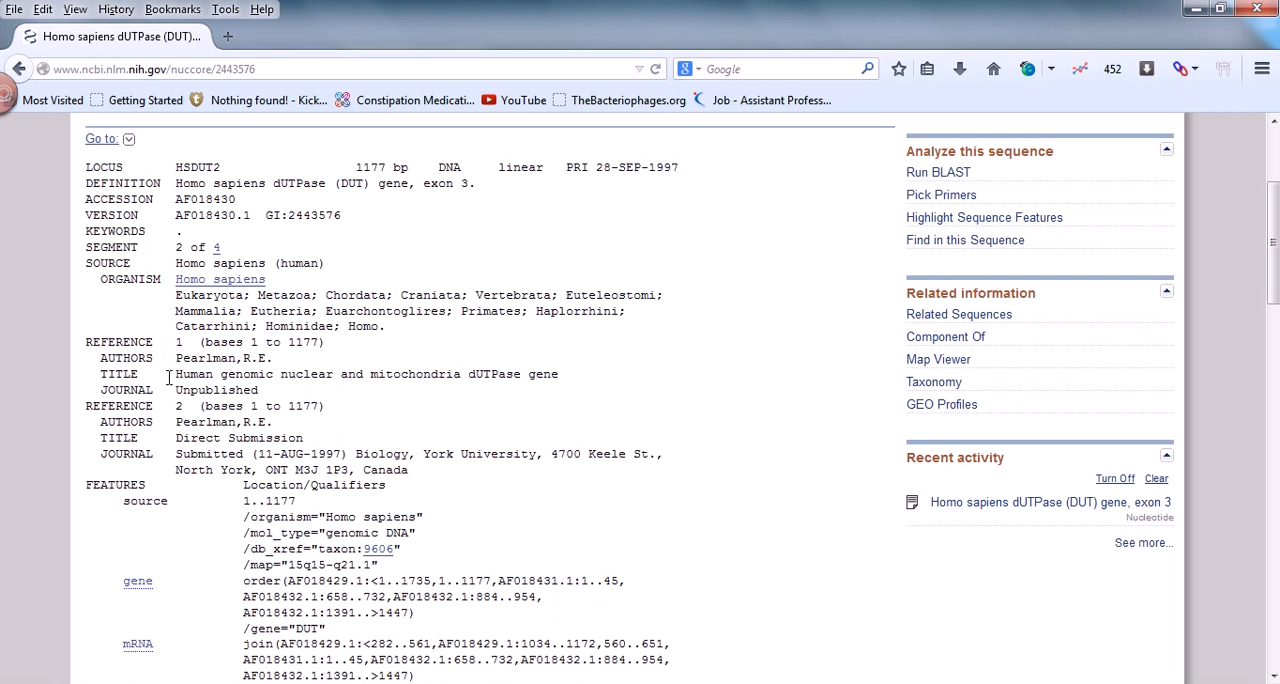 File Edit View History Bookmarks Tools Help
Homo sapiens dUTPase (DUT)...
www.ncbi.nlm.nih.gov/nuccore/2443576
Google
452
Most Visited Getting Started Nothing found! - Kick... Constipation Medicati... YouTube TheBacteriophages.org Job - Assistant Profess...
Go to:
LOCUS HSDUT2 1177 bp DNA linear PRI 28-SEP-1997
DEFINITION Homo sapiens dUTPase (DUT) gene, exon 3.
ACCESSION AF018430
VERSION AF018430.1 GI:2443576
KEYWORDS .
SEGMENT 2 of 4
SOURCE Homo sapiens (human)
ORGANISM Homo sapiens
Eukaryota; Metazoa; Chordata; Craniata; Vertebrata; Euteleostomi;
Mammalia; Eutheria; Euarchontoglires; Primates; Haplorrhini;
Catarrhini; Hominidae; Homo.
REFERENCE 1 (bases 1 to 1177)
AUTHORS Pearlman,R.E.
TITLE Human genomic nuclear and mitochondria dUTPase gene
JOURNAL Unpublished
REFERENCE 2 (bases 1 to 1177)
AUTHORS Pearlman,R.E.
TITLE Direct Submission
JOURNAL Submitted (11-AUG-1997) Biology, York University, 4700 Keele St.,
North York, ONT M3J 1P3, Canada
FEATURES Location/Qualifiers
source 1..1177
/organism="Homo sapiens"
/mol_type="genomic DNA"
/db_xref="taxon:9606"
/map="15q15-q21.1"
gene order(AF018429.1:<1..1735,1..1177,AF018431.1:1..45,
AF018432.1:658..732,AF018432.1:884..954,
AF018432.1:1391..>1447)
/gene="DUT"
mRNA join(AF018429.1:<282..561,AF018429.1:1034..1172,560..651,
AF018431.1:1..45,AF018432.1:658..732,AF018432.1:884..954,
AF018432.1:1391..>1447)
Analyze this sequence
Run BLAST
Pick Primers
Highlight Sequence Features
Find in this Sequence
Related information
Related Sequences
Component Of
Map Viewer
Taxonomy
GEO Profiles
Recent activity
Turn Off Clear
Homo sapiens dUTPase (DUT) gene, exon 3
Nucleotide
See more...